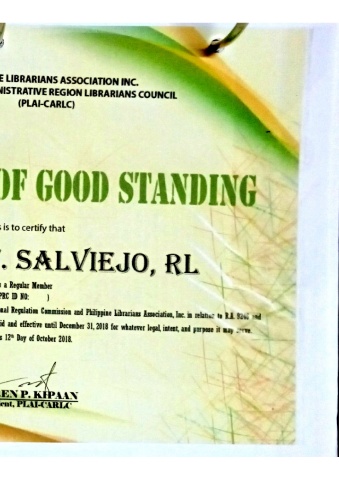 E LIBRARIANS ASSOCIATION INC.
NISTRATIVE REGION LIBRARIANS COUNCIL
(PLAI-CARLC)
OF GOOD STANDING
s is to certify that
. SALVIEJO, RL
s a Regular Member
PRC ID NO: )
nal Regulation Commission and Philippine Librarians Association, Inc. in relation to R.A. and
id and effective until December 31, 2018 for whatever legal, intent, and purpose it may serve.
s 12th Day of October 2018.
EN P. KIPAAN
ent, PLAI-CARLC